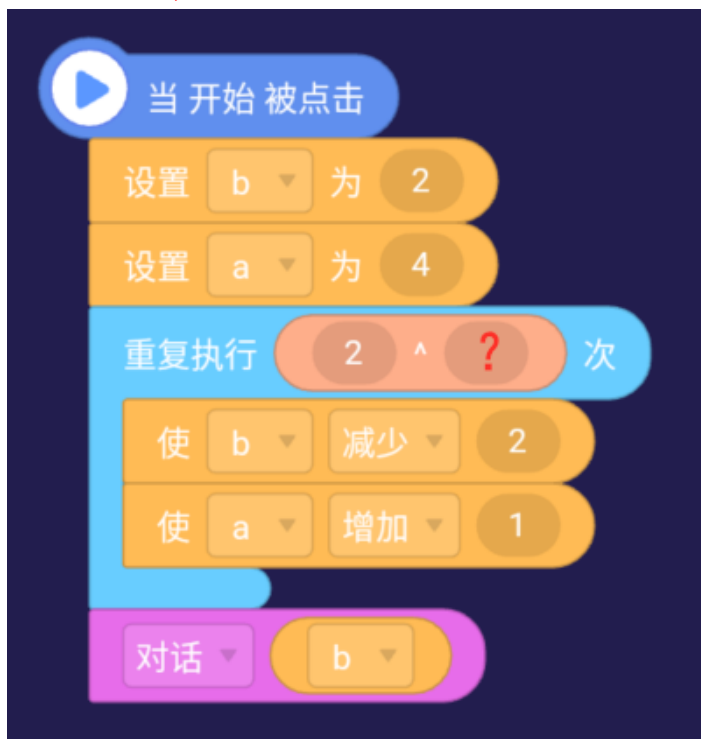 当 开始 被点击
设置 b 为 2
设置 a 为 4
重复执行 2 ^ ? 次
使 b 减少 2
使 a 增加 1
对话 b